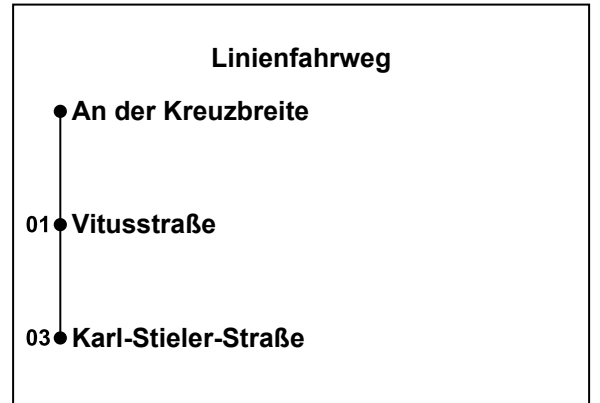 Linienfahrweg
An der Kreuzbreite
01 Vitusstraße
03 Karl-Stieler-Straße